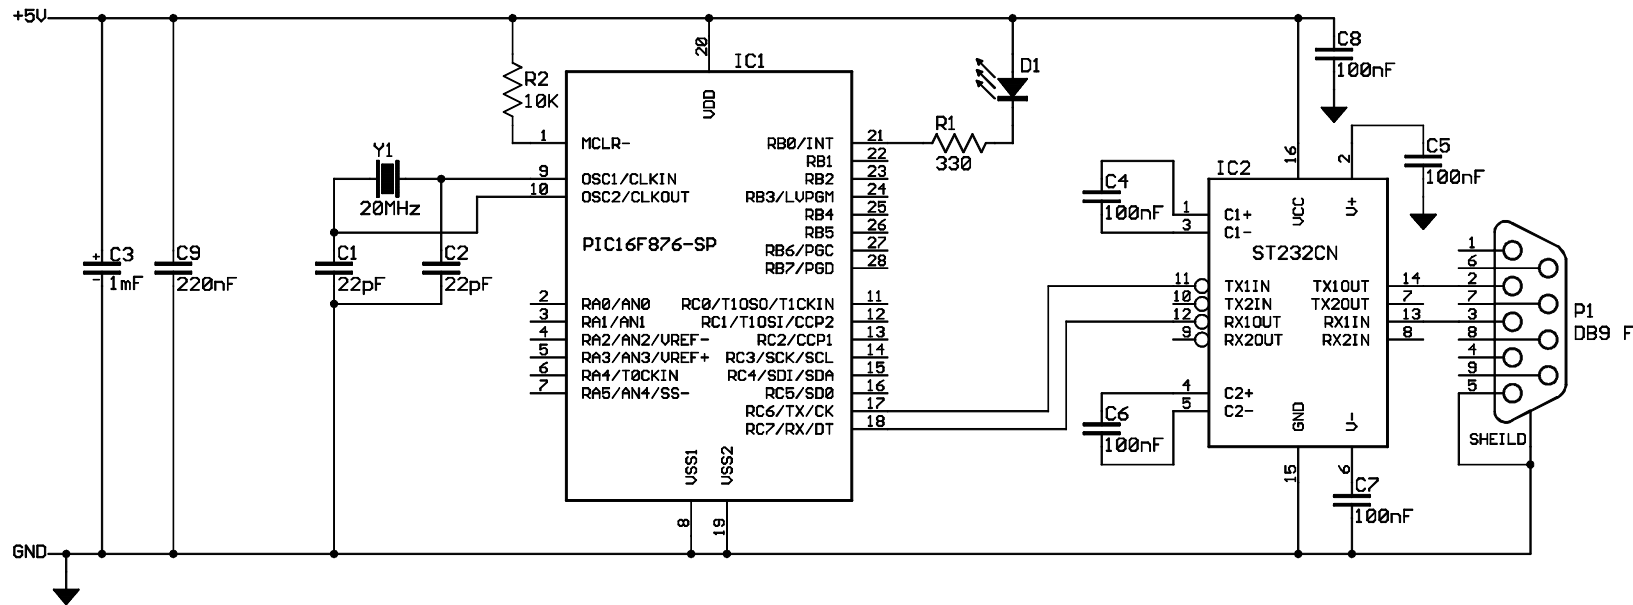 +5V
GND
C3
+
-
1mF
C9
220nF
Y1
20MHz
C1
22pF
C2
22pF
R2
10K
IC1
20
VDD
PIC16F876-SP
1 MCLR-
9 OSC1/CLKIN
10 OSC2/CLKOUT
2 RA0/AN0
3 RA1/AN1
4 RA2/AN2/VREF-
5 RA3/AN3/VREF+
6 RA4/T0CKIN
7 RA5/AN4/SS-
RB0/INT 21
RB1 22
RB2 23
RB3/LVPGM 24
RB4 25
RB5 26
RB6/PGC 27
RB7/PGD 28
RC0/T1OSO/T1CKIN 11
RC1/T1OSI/CCP2 12
RC2/CCP1 13
RC3/SCK/SCL 14
RC4/SDI/SDA 15
RC5/SD0 16
RC6/TX/CK 17
RC7/RX/DT 18
VSS1
VSS2
8
19
R1
330
D1
C8
100nF
C5
100nF
C4
100nF
C6
100nF
C7
100nF
IC2
16
2
VCC
V+
ST232CN
1 C1+
3 C1-
11 TX1IN
10 TX2IN
12 RX1OUT
9 RX2OUT
4 C2+
5 C2-
TX1OUT 14
TX2OUT 7
RX1IN 13
RX2IN 8
GND
V-
15
6
1
6
2
7
3
8
4
9
5
P1
DB9 F
SHEILD